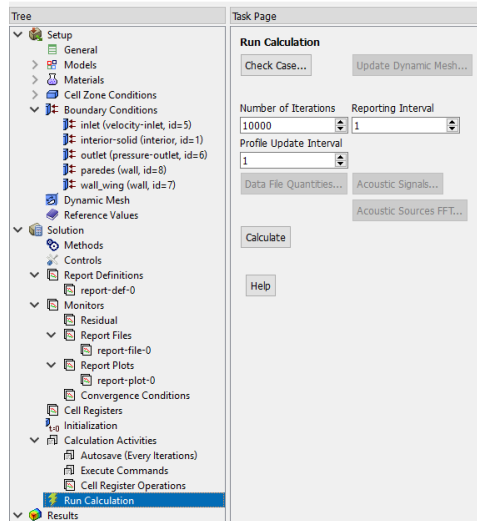 Tree
Setup
General
Models
Materials
Cell Zone Conditions
Boundary Conditions
inlet (velocity-inlet, id=5)
interior-solid (interior, id=1)
outlet (pressure-outlet, id=6)
paredes (wall, id=8)
wall_wing (wall, id=7)
Dynamic Mesh
Reference Values
Solution
Methods
Controls
Report Definitions
report-def-0
Monitors
Residual
Report Files
report-file-0
Report Plots
report-plot-0
Convergence Conditions
Cell Registers
t=0 Initialization
Calculation Activities
Autosave (Every Iterations)
Execute Commands
Cell Register Operations
Run Calculation
Results
Task Page
Run Calculation
Check Case... Update Dynamic Mesh...
Number of Iterations Reporting Interval
10000 1
Profile Update Interval
1
Data File Quantities... Acoustic Signals...
Acoustic Sources FFT...
Calculate
Help